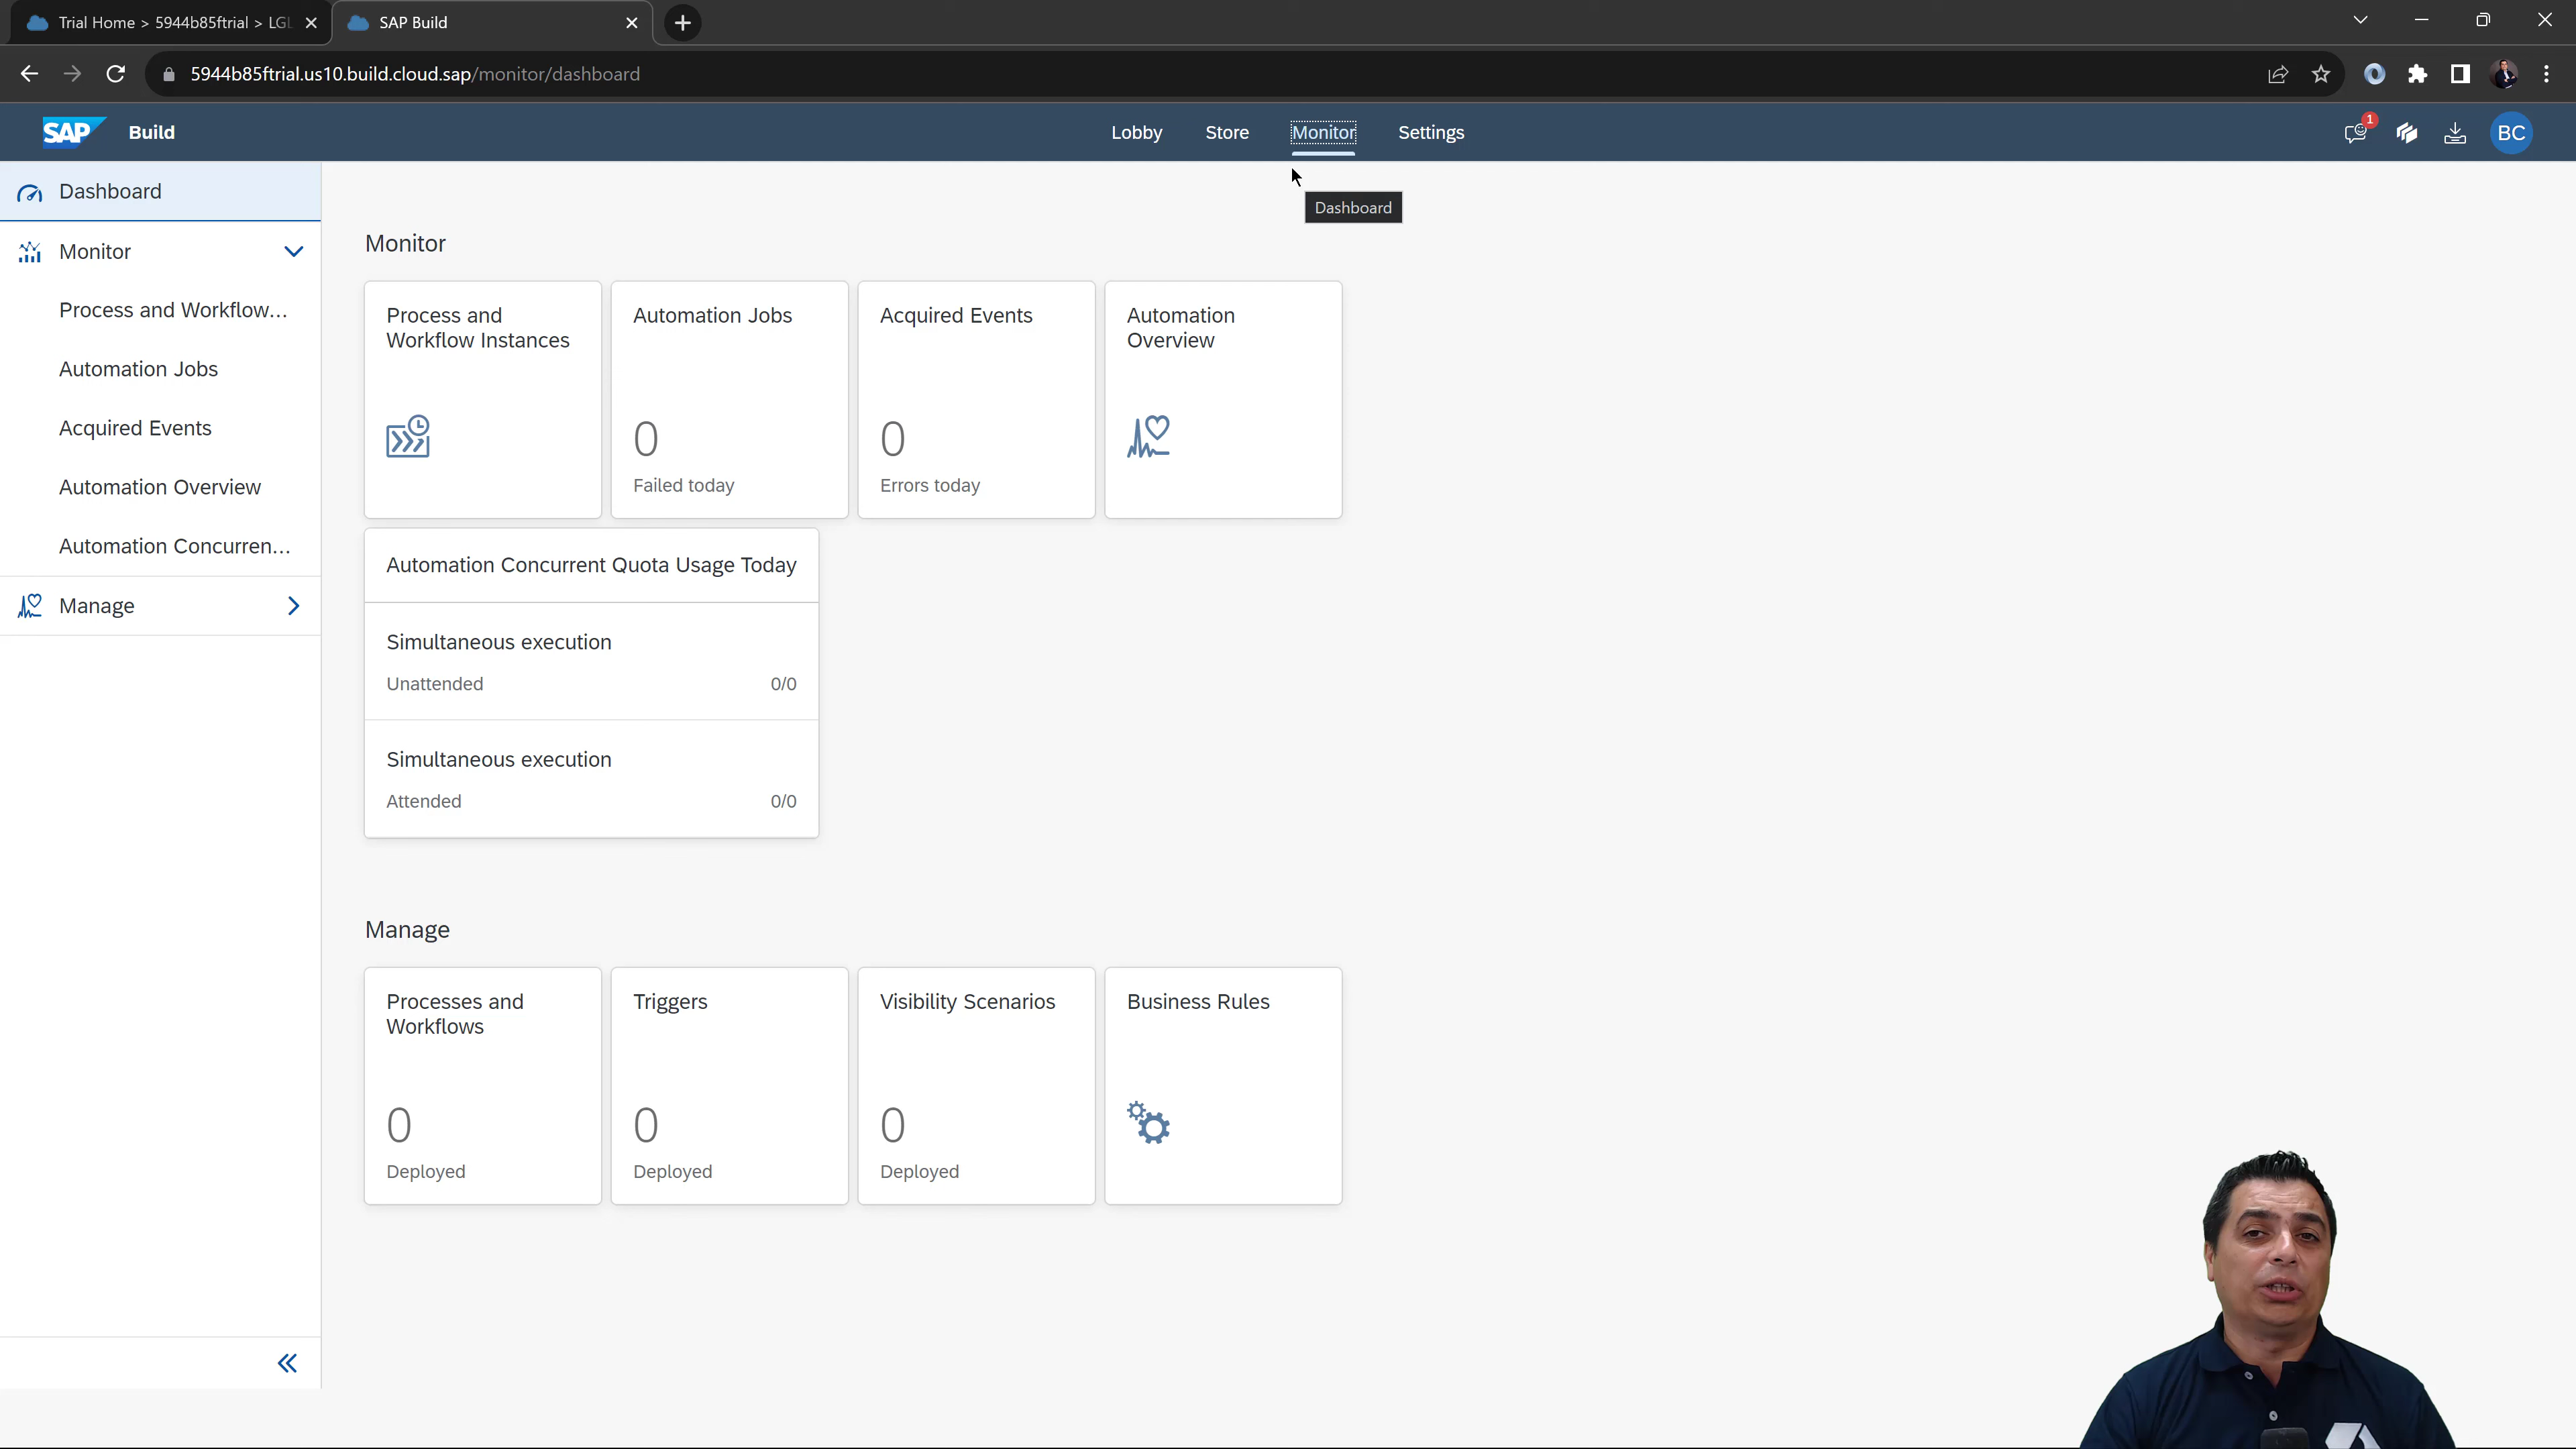 Trial Home > 5944b85ftrial > LGL
SAP Build
5944b85ftrial.us10.build.cloud.sap/monitor/dashboard
SAP Build
Lobby Store Monitor Settings
1
BC
Dashboard
Dashboard
Monitor
Process and Workflow...
Automation Jobs
Acquired Events
Automation Overview
Automation Concurren...
Manage
Monitor
Process and
Workflow Instances
Automation Jobs
0
Failed today
Acquired Events
0
Errors today
Automation
Overview
Automation Concurrent Quota Usage Today
Simultaneous execution
Unattended 0/0
Simultaneous execution
Attended 0/0
Manage
Processes and
Workflows
0
Deployed
Triggers
0
Deployed
Visibility Scenarios
0
Deployed
Business Rules